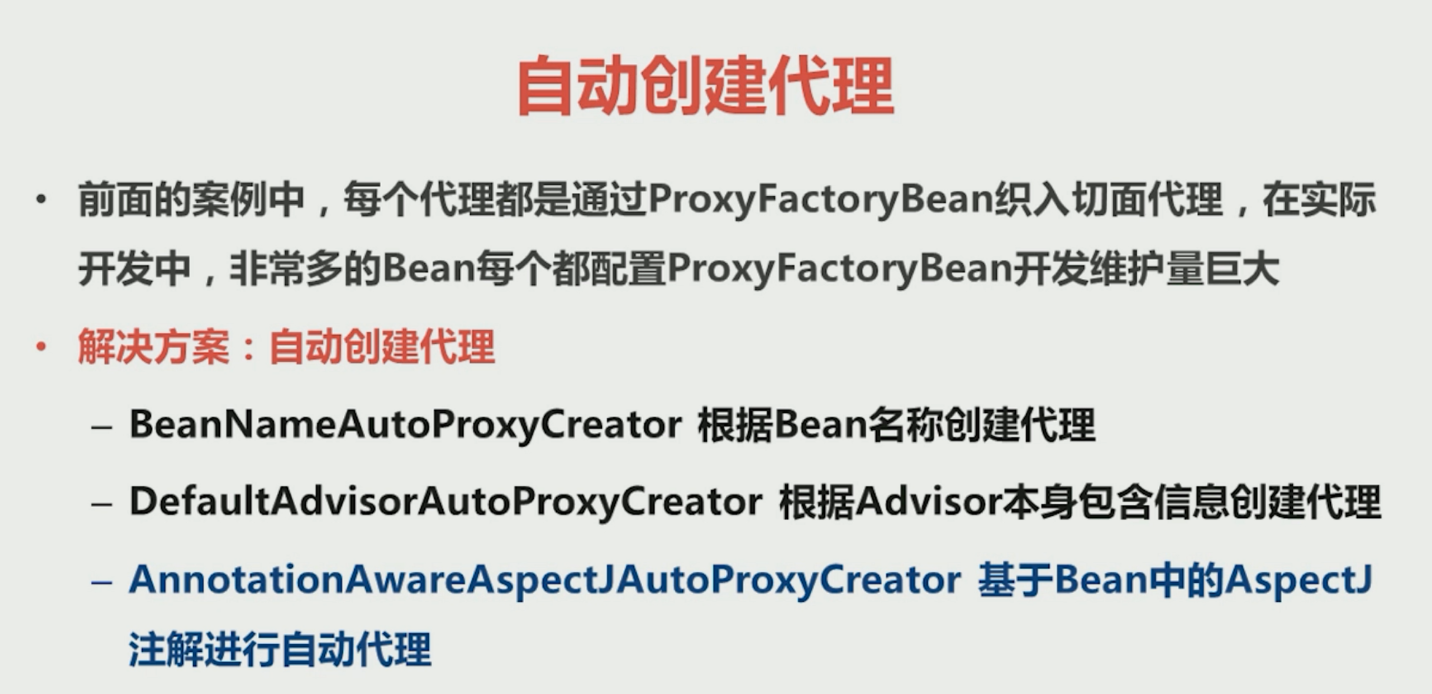 自动创建代理
• 前面的案例中，每个代理都是通过ProxyFactoryBean织入切面代理，在实际
开发中，非常多的Bean每个都配置ProxyFactoryBean开发维护量巨大
• 解决方案：自动创建代理
– BeanNameAutoProxyCreator 根据Bean名称创建代理
– DefaultAdvisorAutoProxyCreator 根据Advisor本身包含信息创建代理
– AnnotationAwareAspectJAutoProxyCreator 基于Bean中的AspectJ
注解进行自动代理